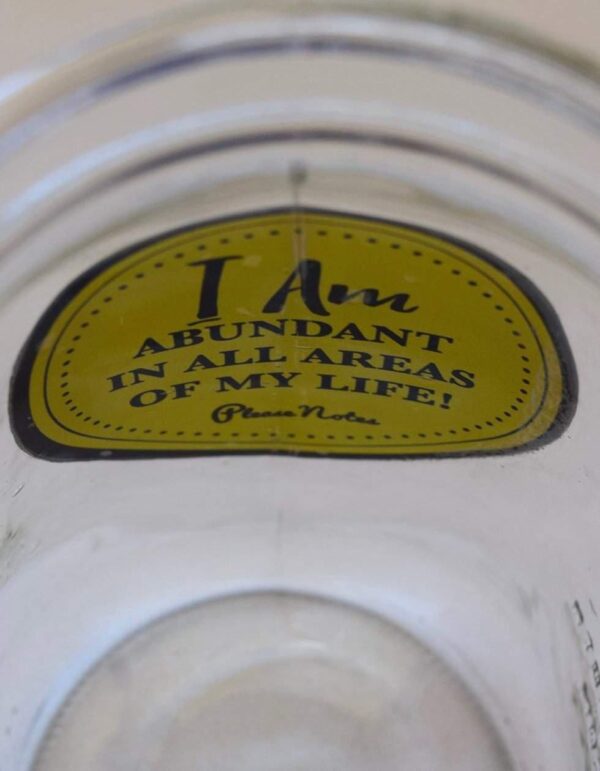 I Am
ABUNDANT
IN ALL AREAS
OF MY LIFE!
Please Notes